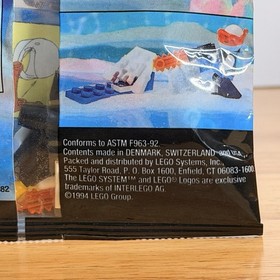 Conforms to ASTM F963-92.
Contents made in DENMARK, SWITZERLAND, and
Packed and distributed by LEGO Systems, Inc.,
555 Taylor Road, P. O. Box 1600, Enfield, CT 06083-1600
The LEGO SYSTEM™ and LEGO® Logos are exclusive
trademarks of INTERLEGO AG.
©1994 LEGO Group.
82